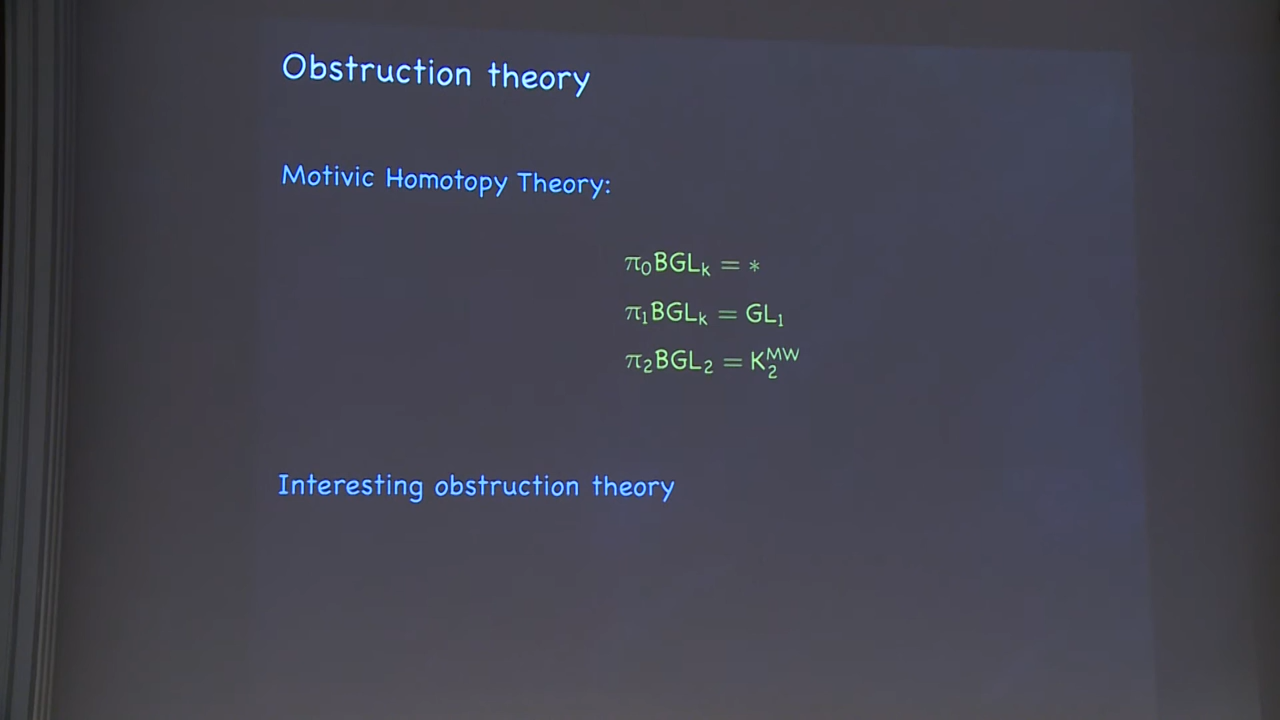 Obstruction theory
Motivic Homotopy Theory:
π₀BGLₖ = *
π₁BGLₖ = GL₁
π₂BGL₂ = K₂ᴹᵂ
Interesting obstruction theory